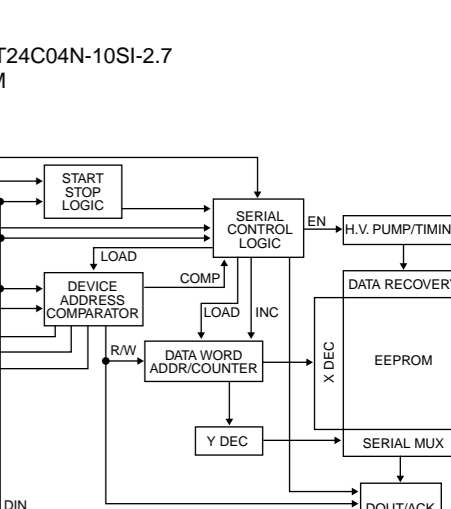 T24C04N-10SI-2.7
START
STOP
LOGIC
SERIAL
CONTROL
LOGIC
EN
H.V. PUMP/TIMIN
LOAD
COMP
DEVICE
ADDRESS
COMPARATOR
LOAD
INC
DATA RECOVERY
R/W
DATA WORD
ADDR/COUNTER
X DEC
EEPROM
Y DEC
SERIAL MUX
DIN
DOUT/ACK